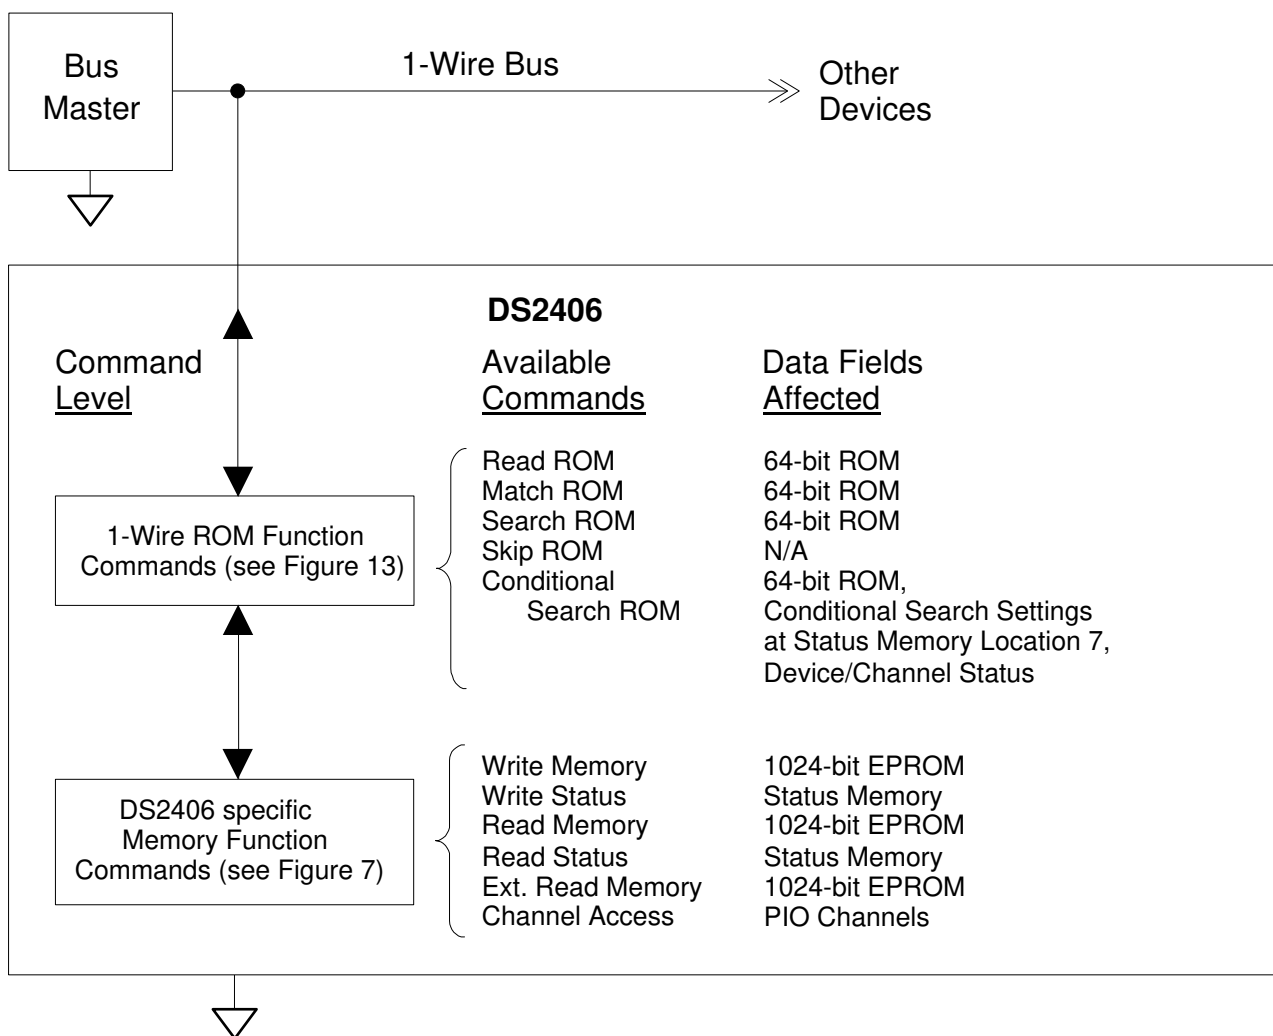 Bus
Master
1-Wire Bus
Other
Devices
DS2406
Command
Level
Available
Commands
Data Fields
Affected
1-Wire ROM Function
Commands (see Figure 13)
Read ROM 64-bit ROM
Match ROM 64-bit ROM
Search ROM 64-bit ROM
Skip ROM N/A
Conditional 64-bit ROM,
Search ROM Conditional Search Settings
at Status Memory Location 7,
Device/Channel Status
DS2406 specific
Memory Function
Commands (see Figure 7)
Write Memory 1024-bit EPROM
Write Status Status Memory
Read Memory 1024-bit EPROM
Read Status Status Memory
Ext. Read Memory 1024-bit EPROM
Channel Access PIO Channels